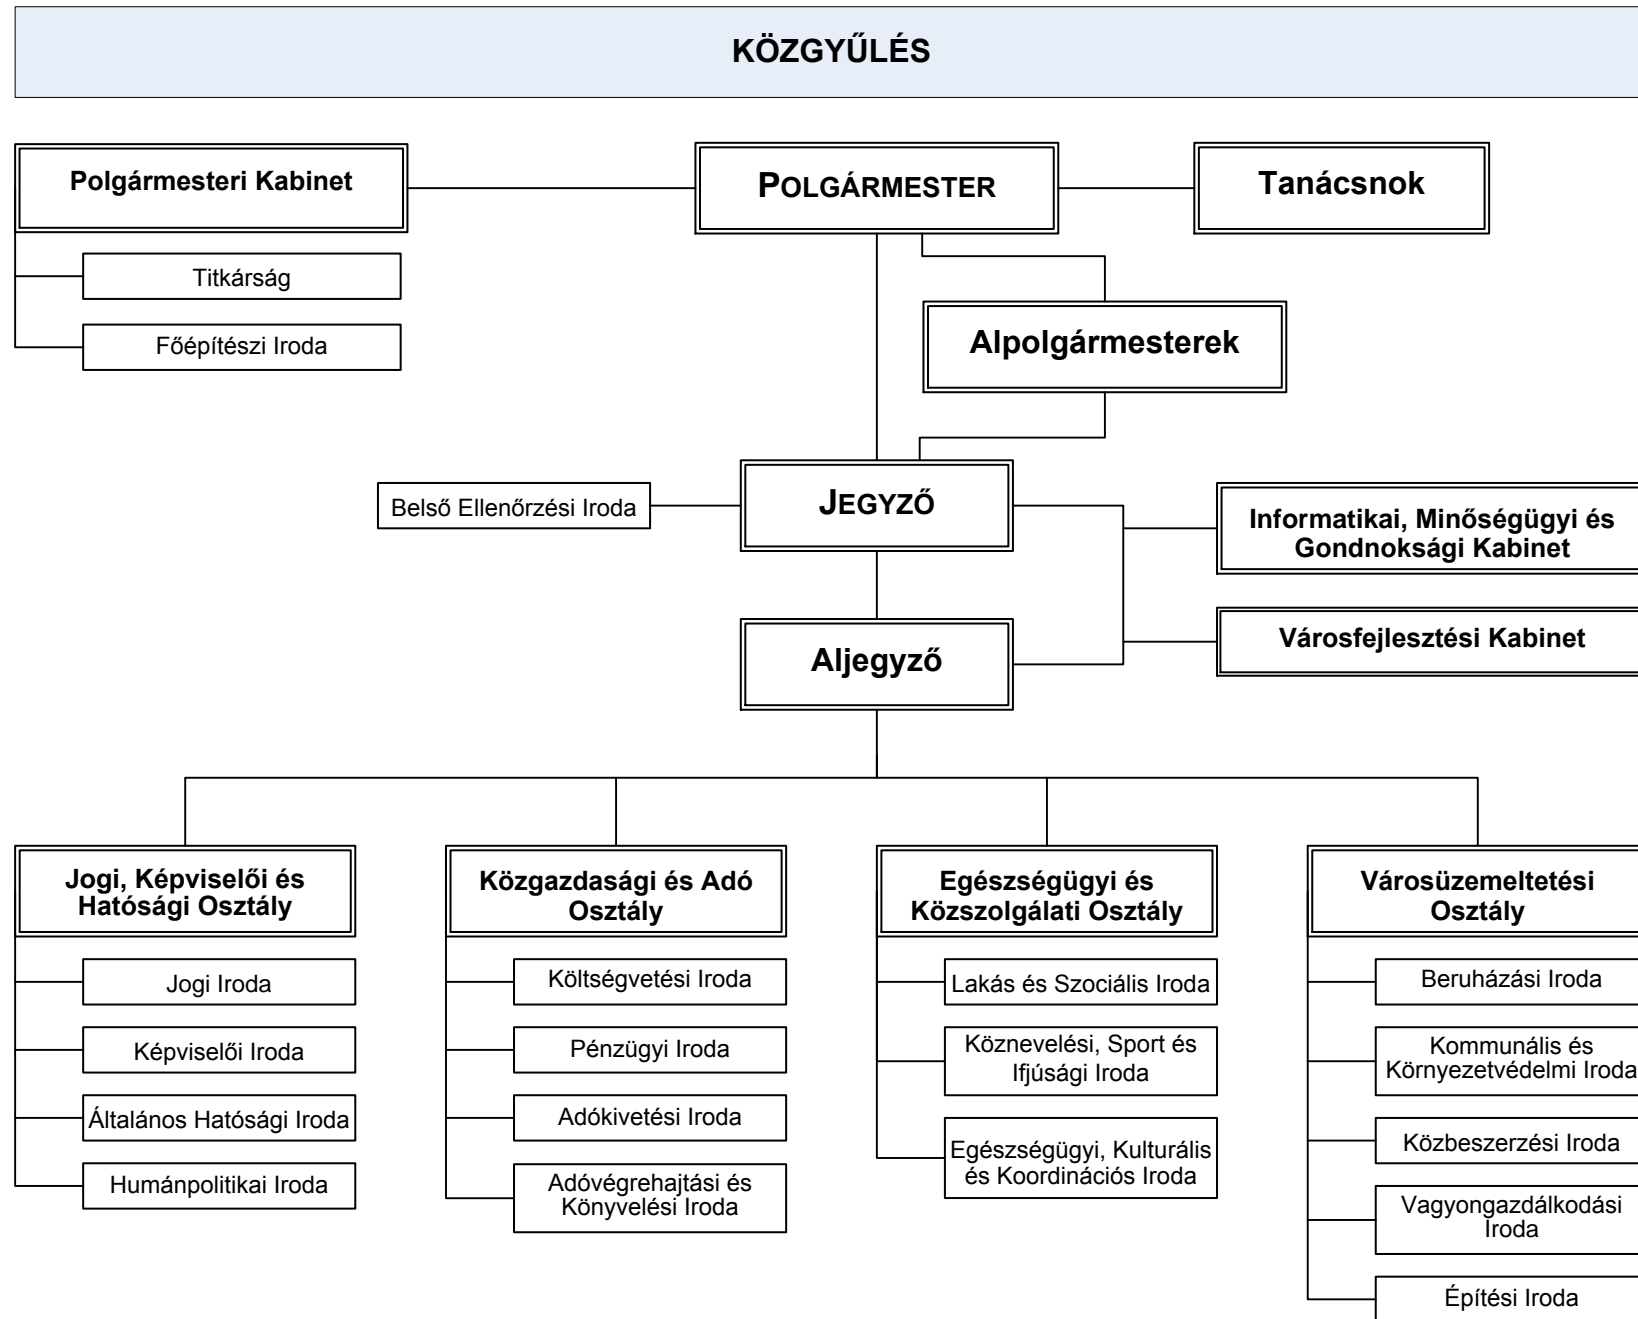 KÖZGYŰLÉS
Polgármesteri Kabinet
POLGÁRMESTER
Tanácsnok
Titkárság
Főépítészi Iroda
Alpolgármesterek
Belső Ellenőrzési Iroda
JEGYZŐ
Informatikai, Minőségügyi és
Gondnoksági Kabinet
Aljegyző
Városfejlesztési Kabinet
Jogi, Képviselői és
Hatósági Osztály
Jogi Iroda
Képviselői Iroda
Általános Hatósági Iroda
Humánpolitikai Iroda
Közgazdasági és Adó
Osztály
Költségvetési Iroda
Pénzügyi Iroda
Adókivetési Iroda
Adóvégrehajtási és
Könyvelési Iroda
Egészségügyi és
Közszolgálati Osztály
Lakás és Szociális Iroda
Köznevelési, Sport és
Ifjúsági Iroda
Egészségügyi, Kulturális
és Koordinációs Iroda
Városüzemeltetési
Osztály
Beruházási Iroda
Kommunális és
Környezetvédelmi Iroda
Közbeszerzési Iroda
Vagyongazdálkodási
Iroda
Építési Iroda